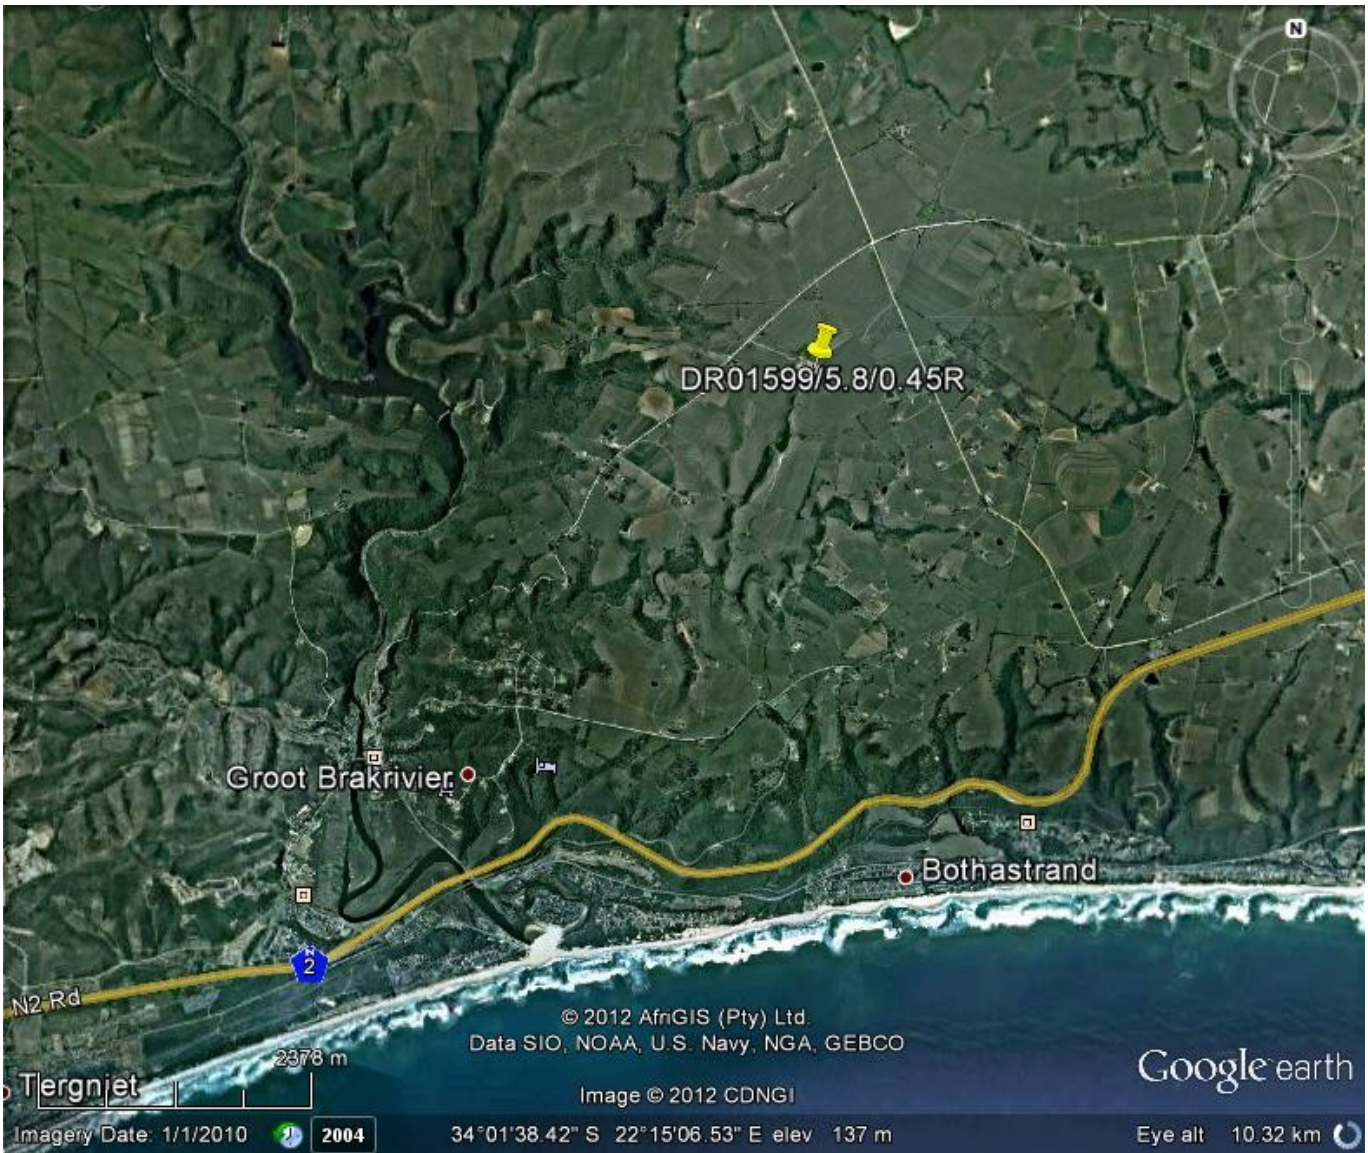 N
DR01599/5.8/0.45R
Groot Brakrivier
Bothastrand
2
N2 Rd
© 2012 AfriGIS (Pty) Ltd.
Data SIO, NOAA, U.S. Navy, NGA, GEBCO
2378 m
Google earth
Tergniet
Image © 2012 CDNGI
Imagery Date: 1/1/2010 2004 34°01'38.42" S 22°15'06.53" E elev 137 m Eye alt 10.32 km